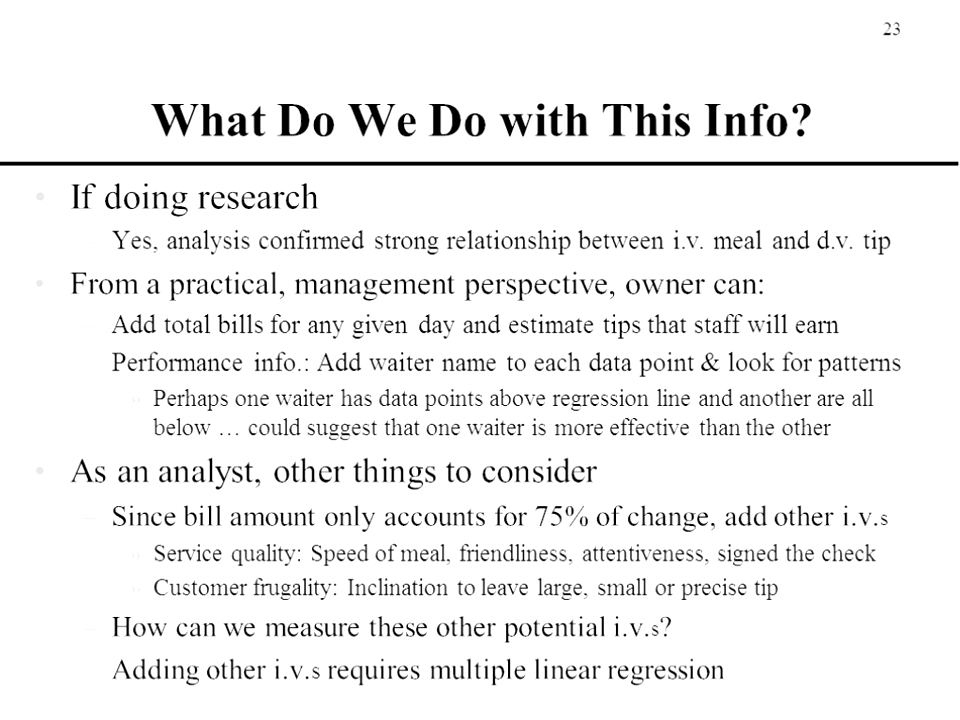 23
What Do We Do with This Info?
• If doing research
– Yes, analysis confirmed strong relationship between i.v. meal and d.v. tip
• From a practical, management perspective, owner can:
– Add total bills for any given day and estimate tips that staff will earn
Performance info.: Add waiter name to each data point & look for patterns
» Perhaps one waiter has data points above regression line and another are all
below … could suggest that one waiter is more effective than the other
• As an analyst, other things to consider
– Since bill amount only accounts for 75% of change, add other i.v.s
» Service quality: Speed of meal, friendliness, attentiveness, signed the check
» Customer frugality: Inclination to leave large, small or precise tip
– How can we measure these other potential i.v.s?
Adding other i.v.s requires multiple linear regression